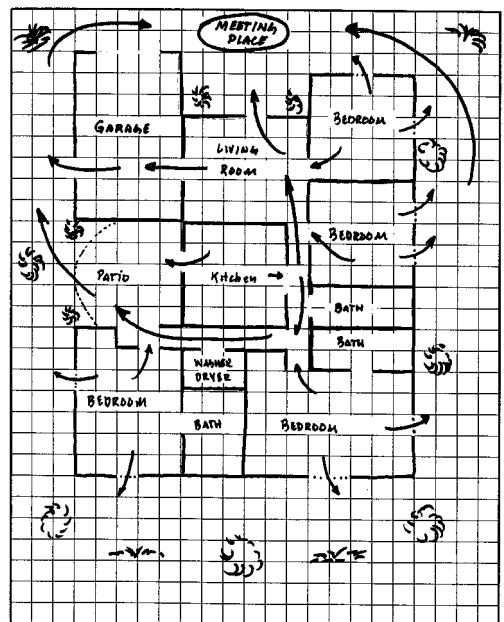 MEETING
PLACE
GARAGE
BEDROOM
LIVING
ROOM
BEDROOM
PATIO
Kitchen
BATH
BATH
WASHER
DRYER
BEDROOM
BATH
BEDROOM